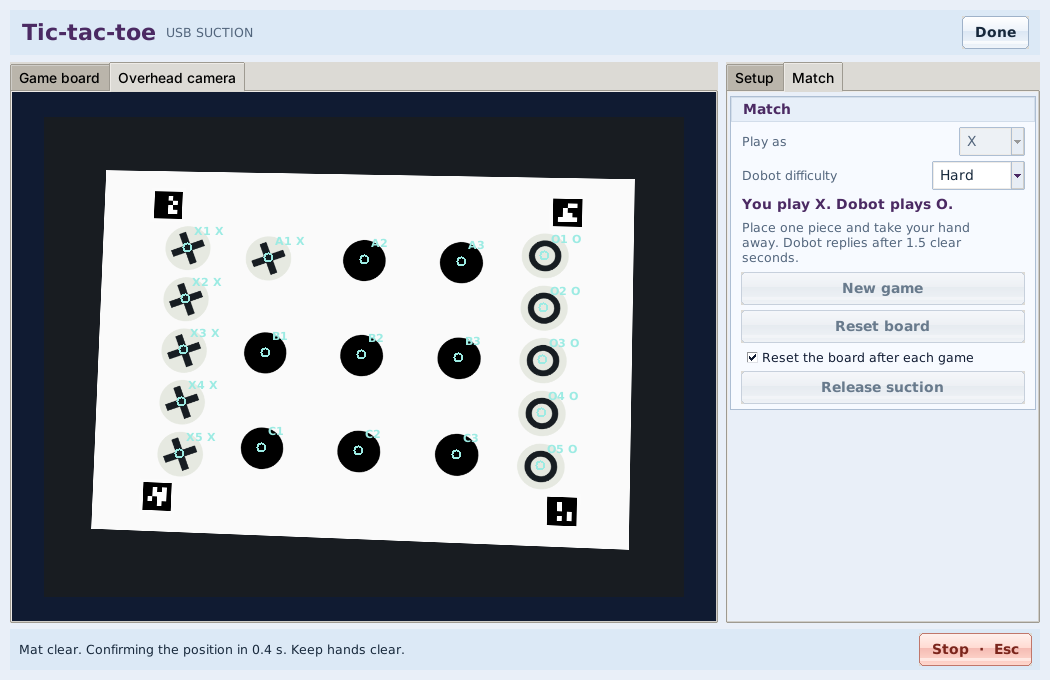 Tic-tac-toe USB SUCTION
Done
Game board
Overhead camera
Setup
Match
Match
Play as
X
Dobot difficulty
Hard
You play X. Dobot plays O.
Place one piece and take your hand
away. Dobot replies after 1.5 clear
seconds.
New game
Reset board
Reset the board after each game
Release suction
X1 X
A1 X
A2
A3
O1 O
X2 X
O2 O
X3 X
B1
B2
B3
O3 O
X4 X
O4 O
X5 X
C1
C2
C3
O5 O
Mat clear. Confirming the position in 0.4 s. Keep hands clear.
Stop · Esc